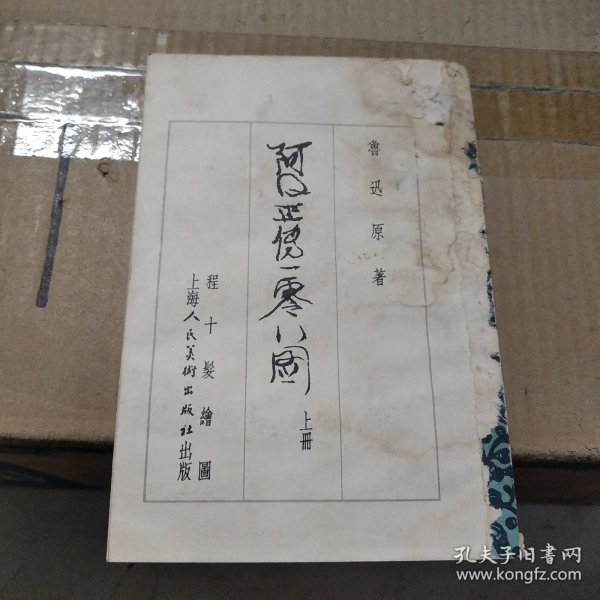 魯迅原著
阿Q正傳一零八圖
上冊
程十髮繪圖
上海人民美術出版社出版
孔夫子旧书网
www.kongfz.com